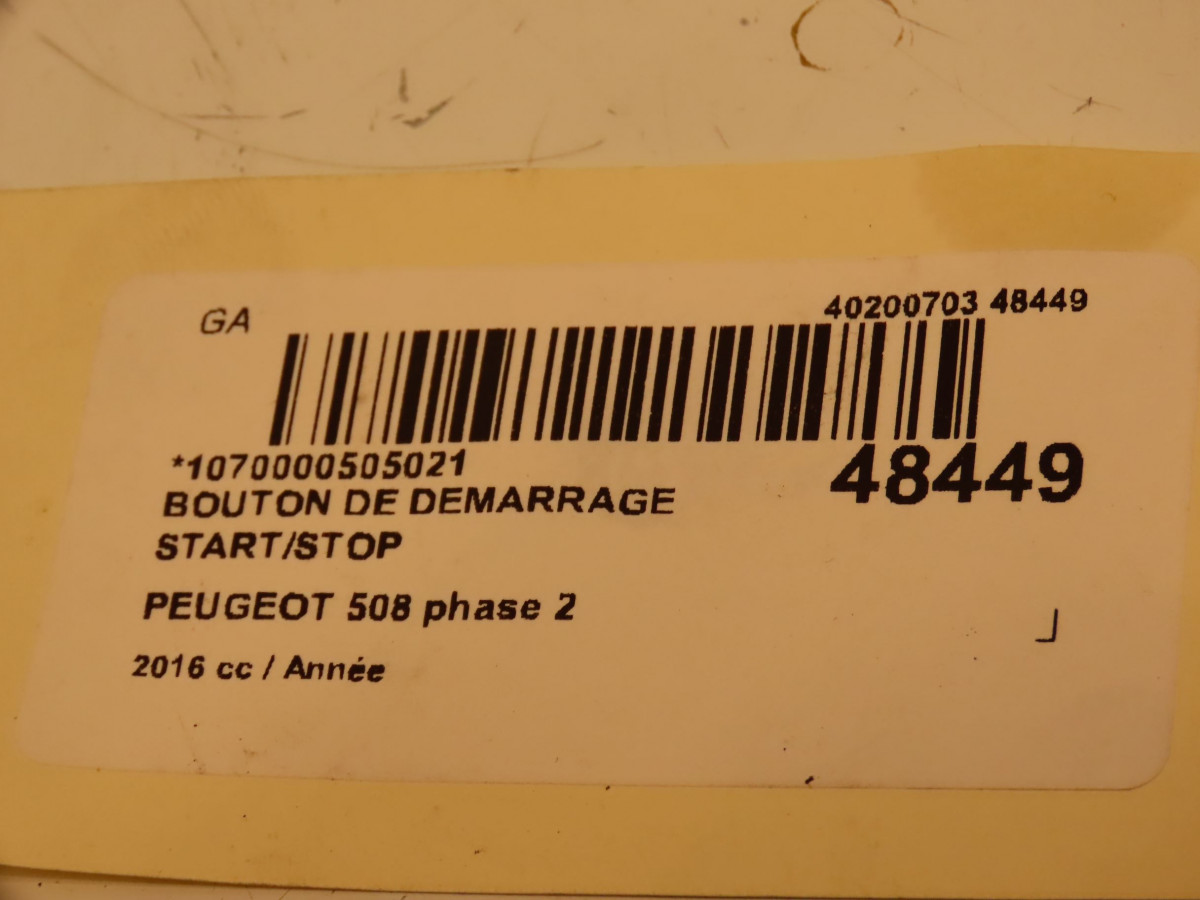 GA
40200703 48449
*1070000505021
48449
BOUTON DE DEMARRAGE
START/STOP
PEUGEOT 508 phase 2
2016 cc / Année